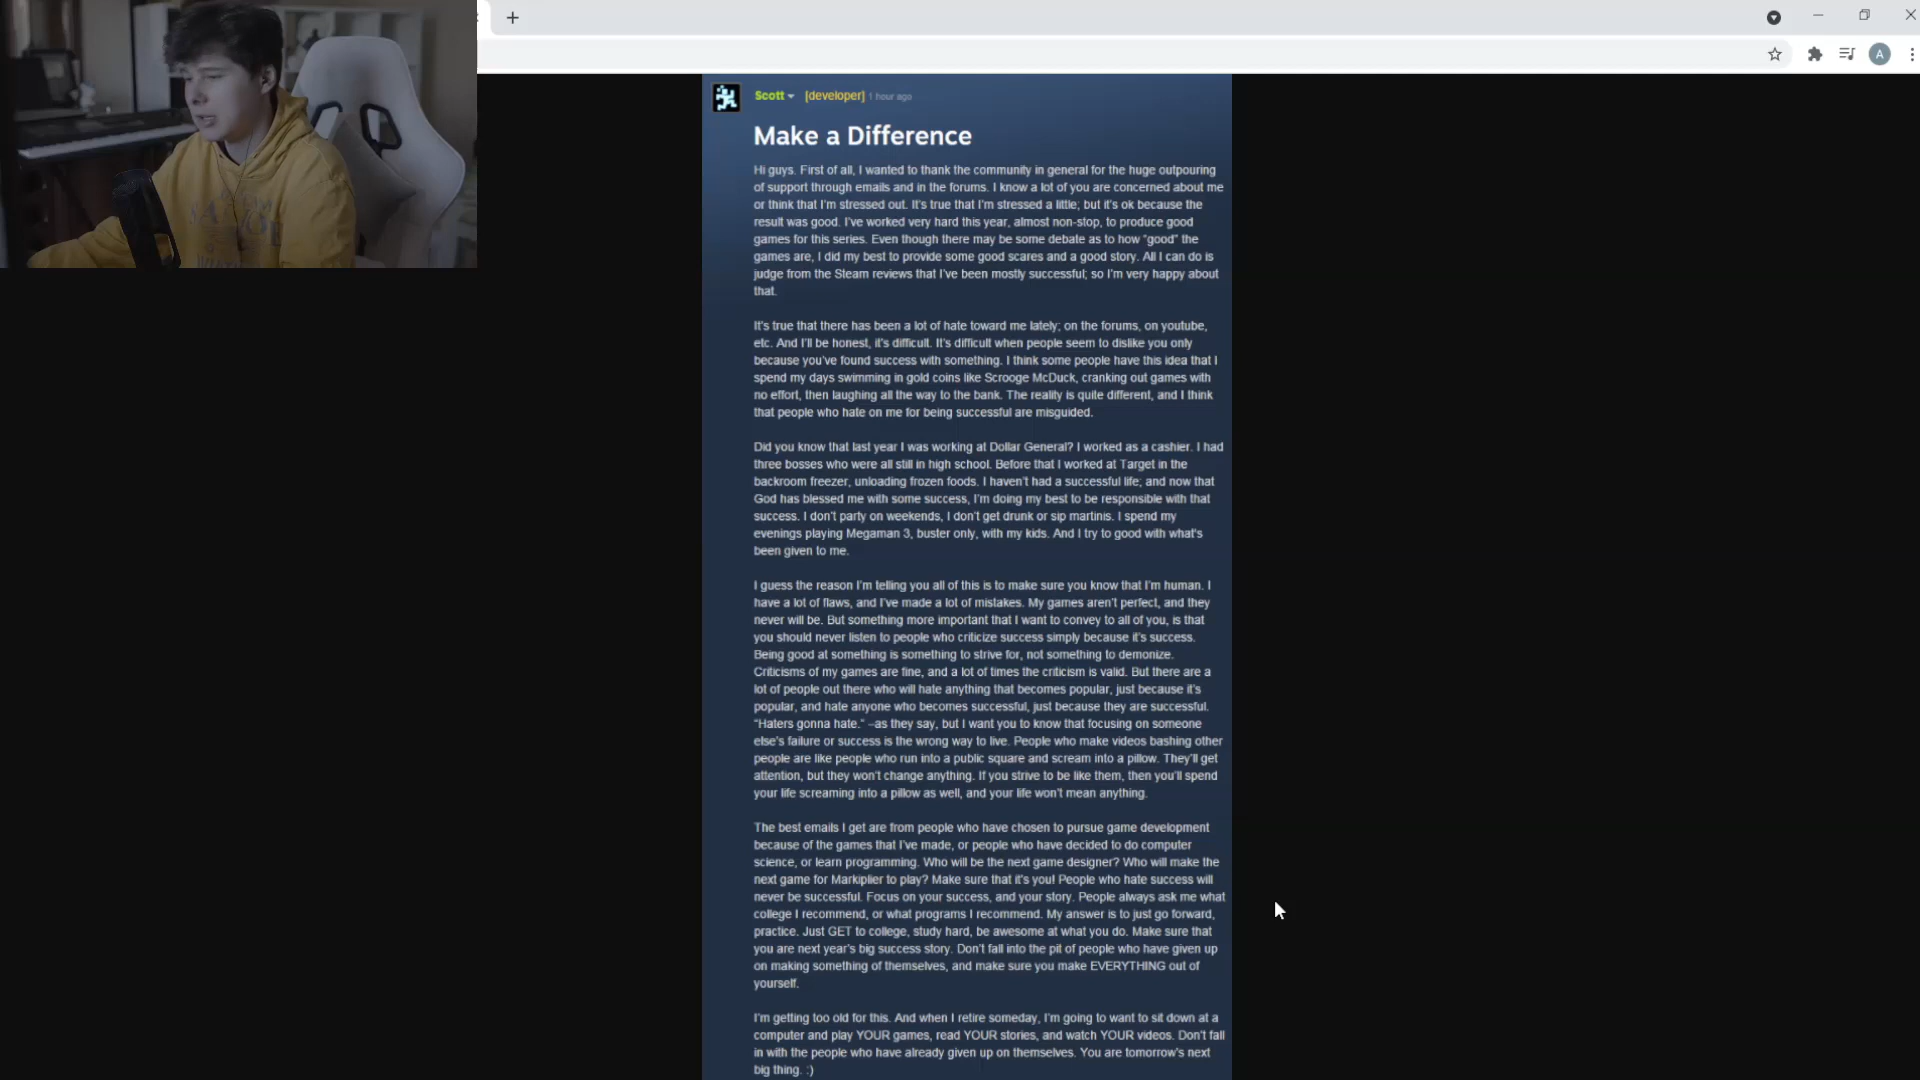 Scott [developer] 1 hour ago
Make a Difference
Hi guys. First of all, I wanted to thank the community in general for the huge outpouring
of support through emails and in the forums. I know a lot of you are concerned about me
or think that I'm stressed out. It's true that I'm stressed a little; but it's ok because the
result was good. I've worked very hard this year, almost non-stop, to produce good
games for this series. Even though there may be some debate as to how "good" the
games are, I did my best to provide some good scares and a good story. All I can do is
judge from the Steam reviews that I've been mostly successful; so I'm very happy about
that.
It's true that there has been a lot of hate toward me lately; on the forums, on youtube,
etc. And I'll be honest, it's difficult. It's difficult when people seem to dislike you only
because you've found success with something. I think some people have this idea that I
spend my days swimming in gold coins like Scrooge McDuck, cranking out games with
no effort, then laughing all the way to the bank. The reality is quite different, and I think
that people who hate on me for being successful are misguided.
Did you know that last year I was working at Dollar General? I worked as a cashier. I had
three bosses who were all still in high school. Before that I worked at Target in the
backroom freezer, unloading frozen foods. I haven't had a successful life; and now that
God has blessed me with some success, I'm doing my best to be responsible with that
success. I don't party on weekends, I don't get drunk or sip martinis. I spend my
evenings playing Megaman 3, buster only, with my kids. And I try to good with what's
been given to me.
I guess the reason I'm telling you all of this is to make sure you know that I'm human. I
have a lot of flaws, and I've made a lot of mistakes. My games aren't perfect, and they
never will be. But something more important that I want to convey to all of you, is that
you should never listen to people who criticize success simply because it's success.
Being good at something is something to strive for, not something to demonize.
Criticisms of my games are fine, and a lot of times the criticism is valid. But there are a
lot of people out there who will hate anything that becomes popular, just because it's
popular, and hate anyone who becomes successful, just because they are successful.
"Haters gonna hate." –as they say, but I want you to know that focusing on someone
else's failure or success is the wrong way to live. People who make videos bashing other
people are like people who run into a public square and scream into a pillow. They'll get
attention, but they won't change anything. If you strive to be like them, then you'll spend
your life screaming into a pillow as well, and your life won't mean anything.
The best emails I get are from people who have chosen to pursue game development
because of the games that I've made, or people who have decided to do computer
science, or learn programming. Who will be the next game designer? Who will make the
next game for Markiplier to play? Make sure that it's you! People who hate success will
never be successful. Focus on your success, and your story. People always ask me what
college I recommend, or what programs I recommend. My answer is to just go forward,
practice. Just GET to college, study hard, be awesome at what you do. Make sure that
you are next year's big success story. Don't fall into the pit of people who have given up
on making something of themselves, and make sure you make EVERYTHING out of
yourself.
I'm getting too old for this. And when I retire someday, I'm going to want to sit down at a
computer and play YOUR games, read YOUR stories, and watch YOUR videos. Don't fall
in with the people who have already given up on themselves. You are tomorrow's next
big thing. :)
A